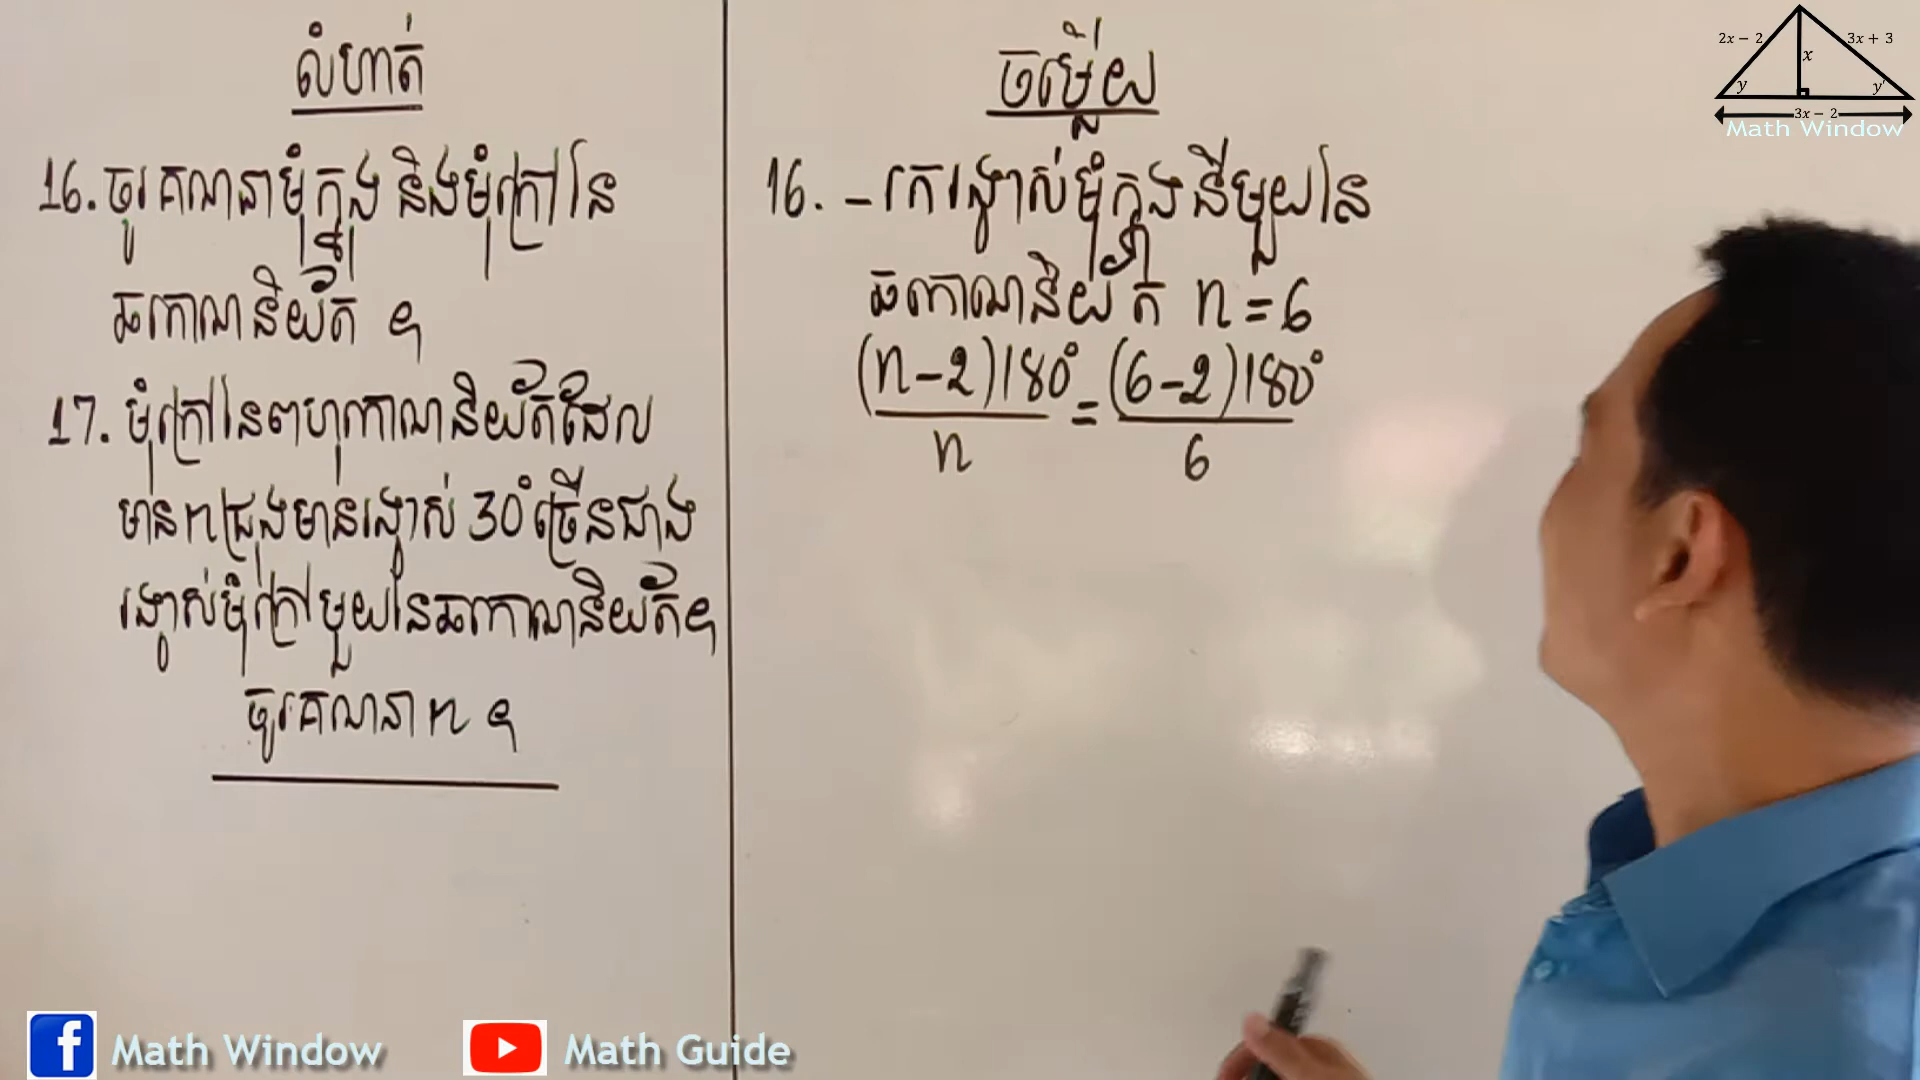 លំហាត់
16. ចូរគណនាមុំក្នុង និងមុំក្រៅនៃ
ឆកោណនិយ័ត ។
17. មុំក្រៅនៃពហុកោណនិយ័តដែល
មានnជ្រុងមានរង្វាស់ 30° ច្រើនជាង
រង្វាស់មុំក្រៅមួយនៃឆកោណនិយ័ត។
ចូរគណនា n ។
ចម្លើយ
16. – រករង្វាស់មុំក្នុងនីមួយៗនៃ
ឆកោណនិយ័ត n = 6
(n-2)180° = (6-2)180°
n 6
2x − 2
3x + 3
x
y
y'
3x − 2
Math Window
Math Window
Math Guide